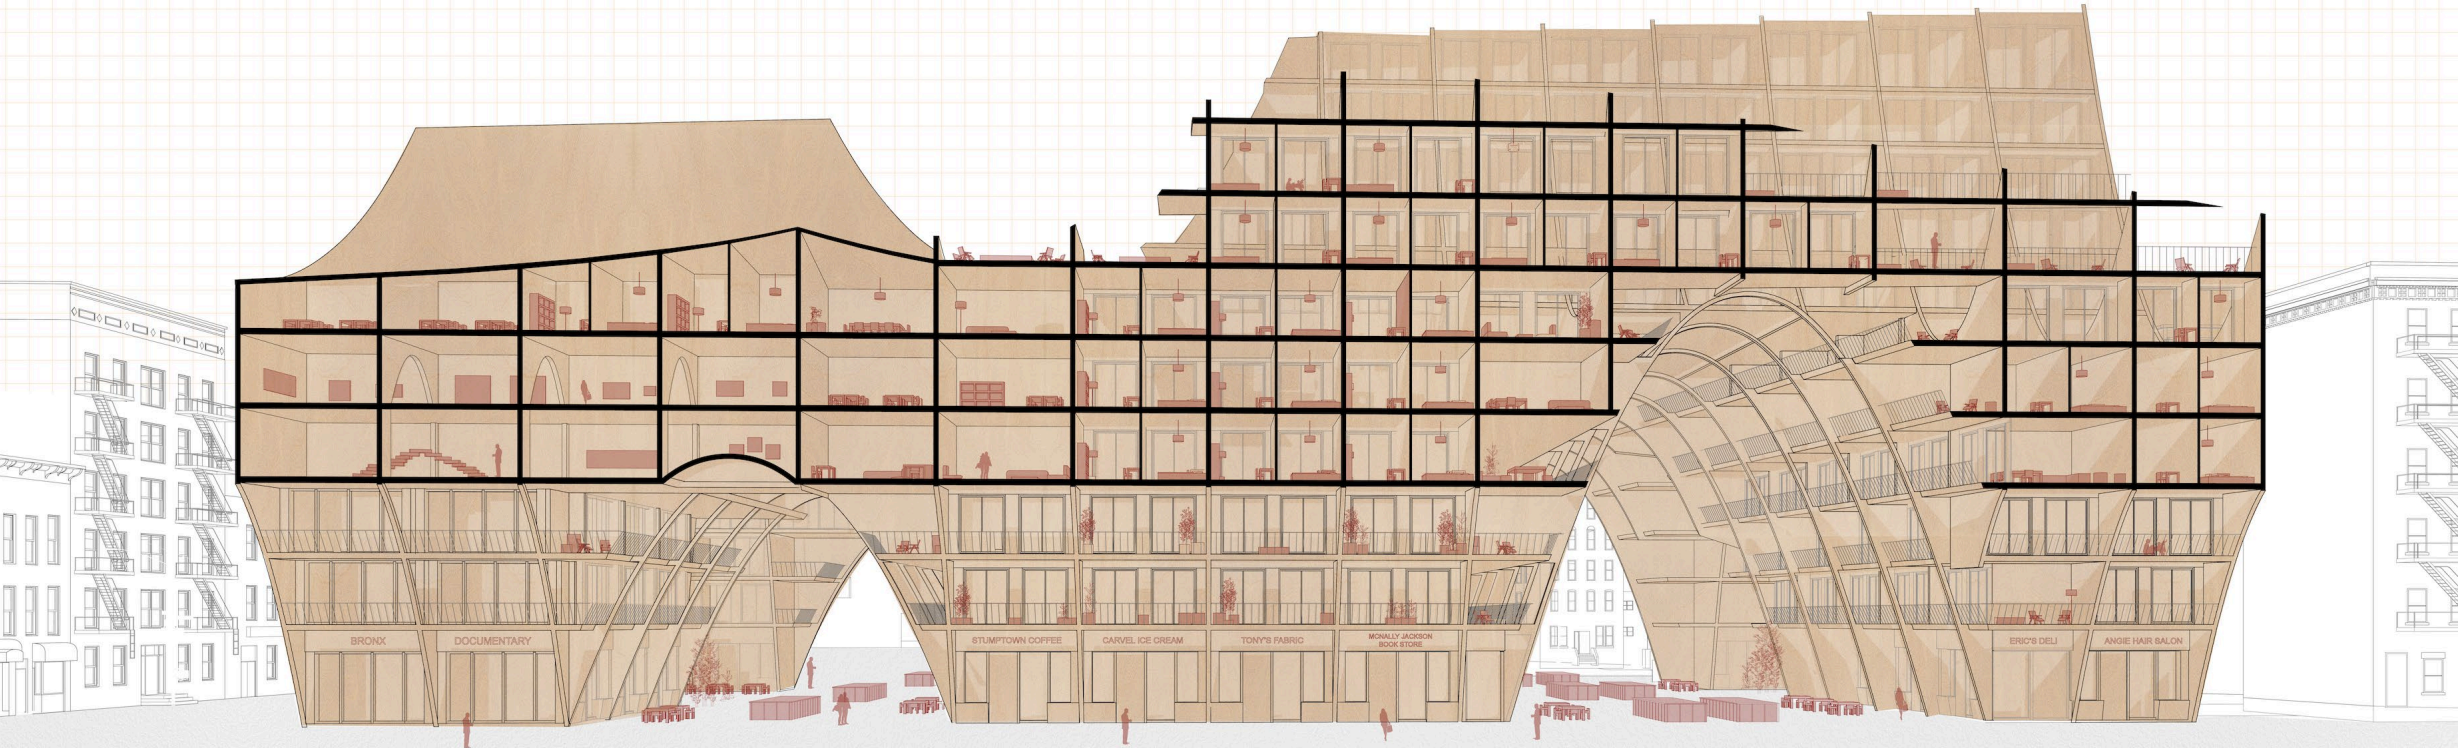 BRONX
DOCUMENTARY
STUMPTOWN COFFEE
CARVEL ICE CREAM
TONY'S FABRIC
MCNALLY JACKSON
BOOK STORE
ERIC'S DELI
ANGIE HAIR SALON